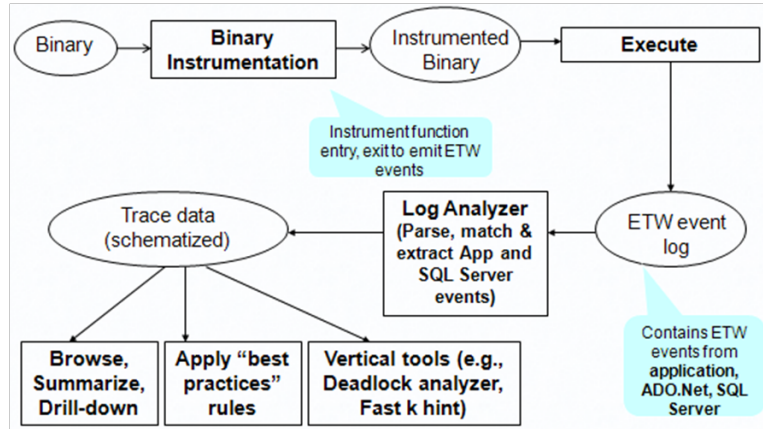 Binary
Binary
Instrumentation
Instrumented
Binary
Execute
Instrument function
entry, exit to emit ETW
events
Trace data
(schematized)
Log Analyzer
(Parse, match &
extract App and
SQL Server
events)
ETW event
log
Contains ETW
events from
application,
ADO.Net, SQL
Server
Browse,
Summarize,
Drill-down
Apply “best
practices”
rules
Vertical tools (e.g.,
Deadlock analyzer,
Fast k hint)